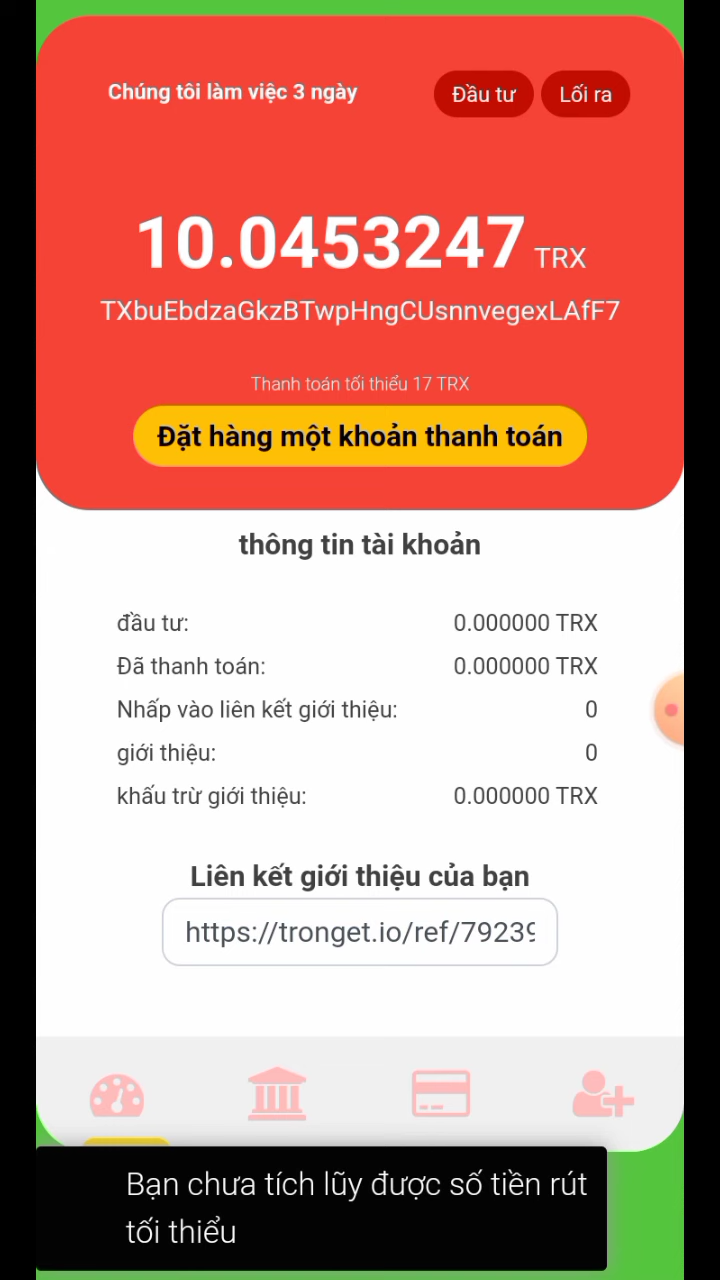 Chúng tôi làm việc 3 ngày
Đầu tư
Lối ra
10.0453247 TRX
TXbuEbdzaGkzBTwpHngCUsnnvegexLAfF7
Thanh toán tối thiểu 17 TRX
Đặt hàng một khoản thanh toán
thông tin tài khoản
đầu tư: 0.000000 TRX
Đã thanh toán: 0.000000 TRX
Nhấp vào liên kết giới thiệu: 0
giới thiệu: 0
khấu trừ giới thiệu: 0.000000 TRX
Liên kết giới thiệu của bạn
https://tronget.io/ref/79239
Bạn chưa tích lũy được số tiền rút
tối thiểu